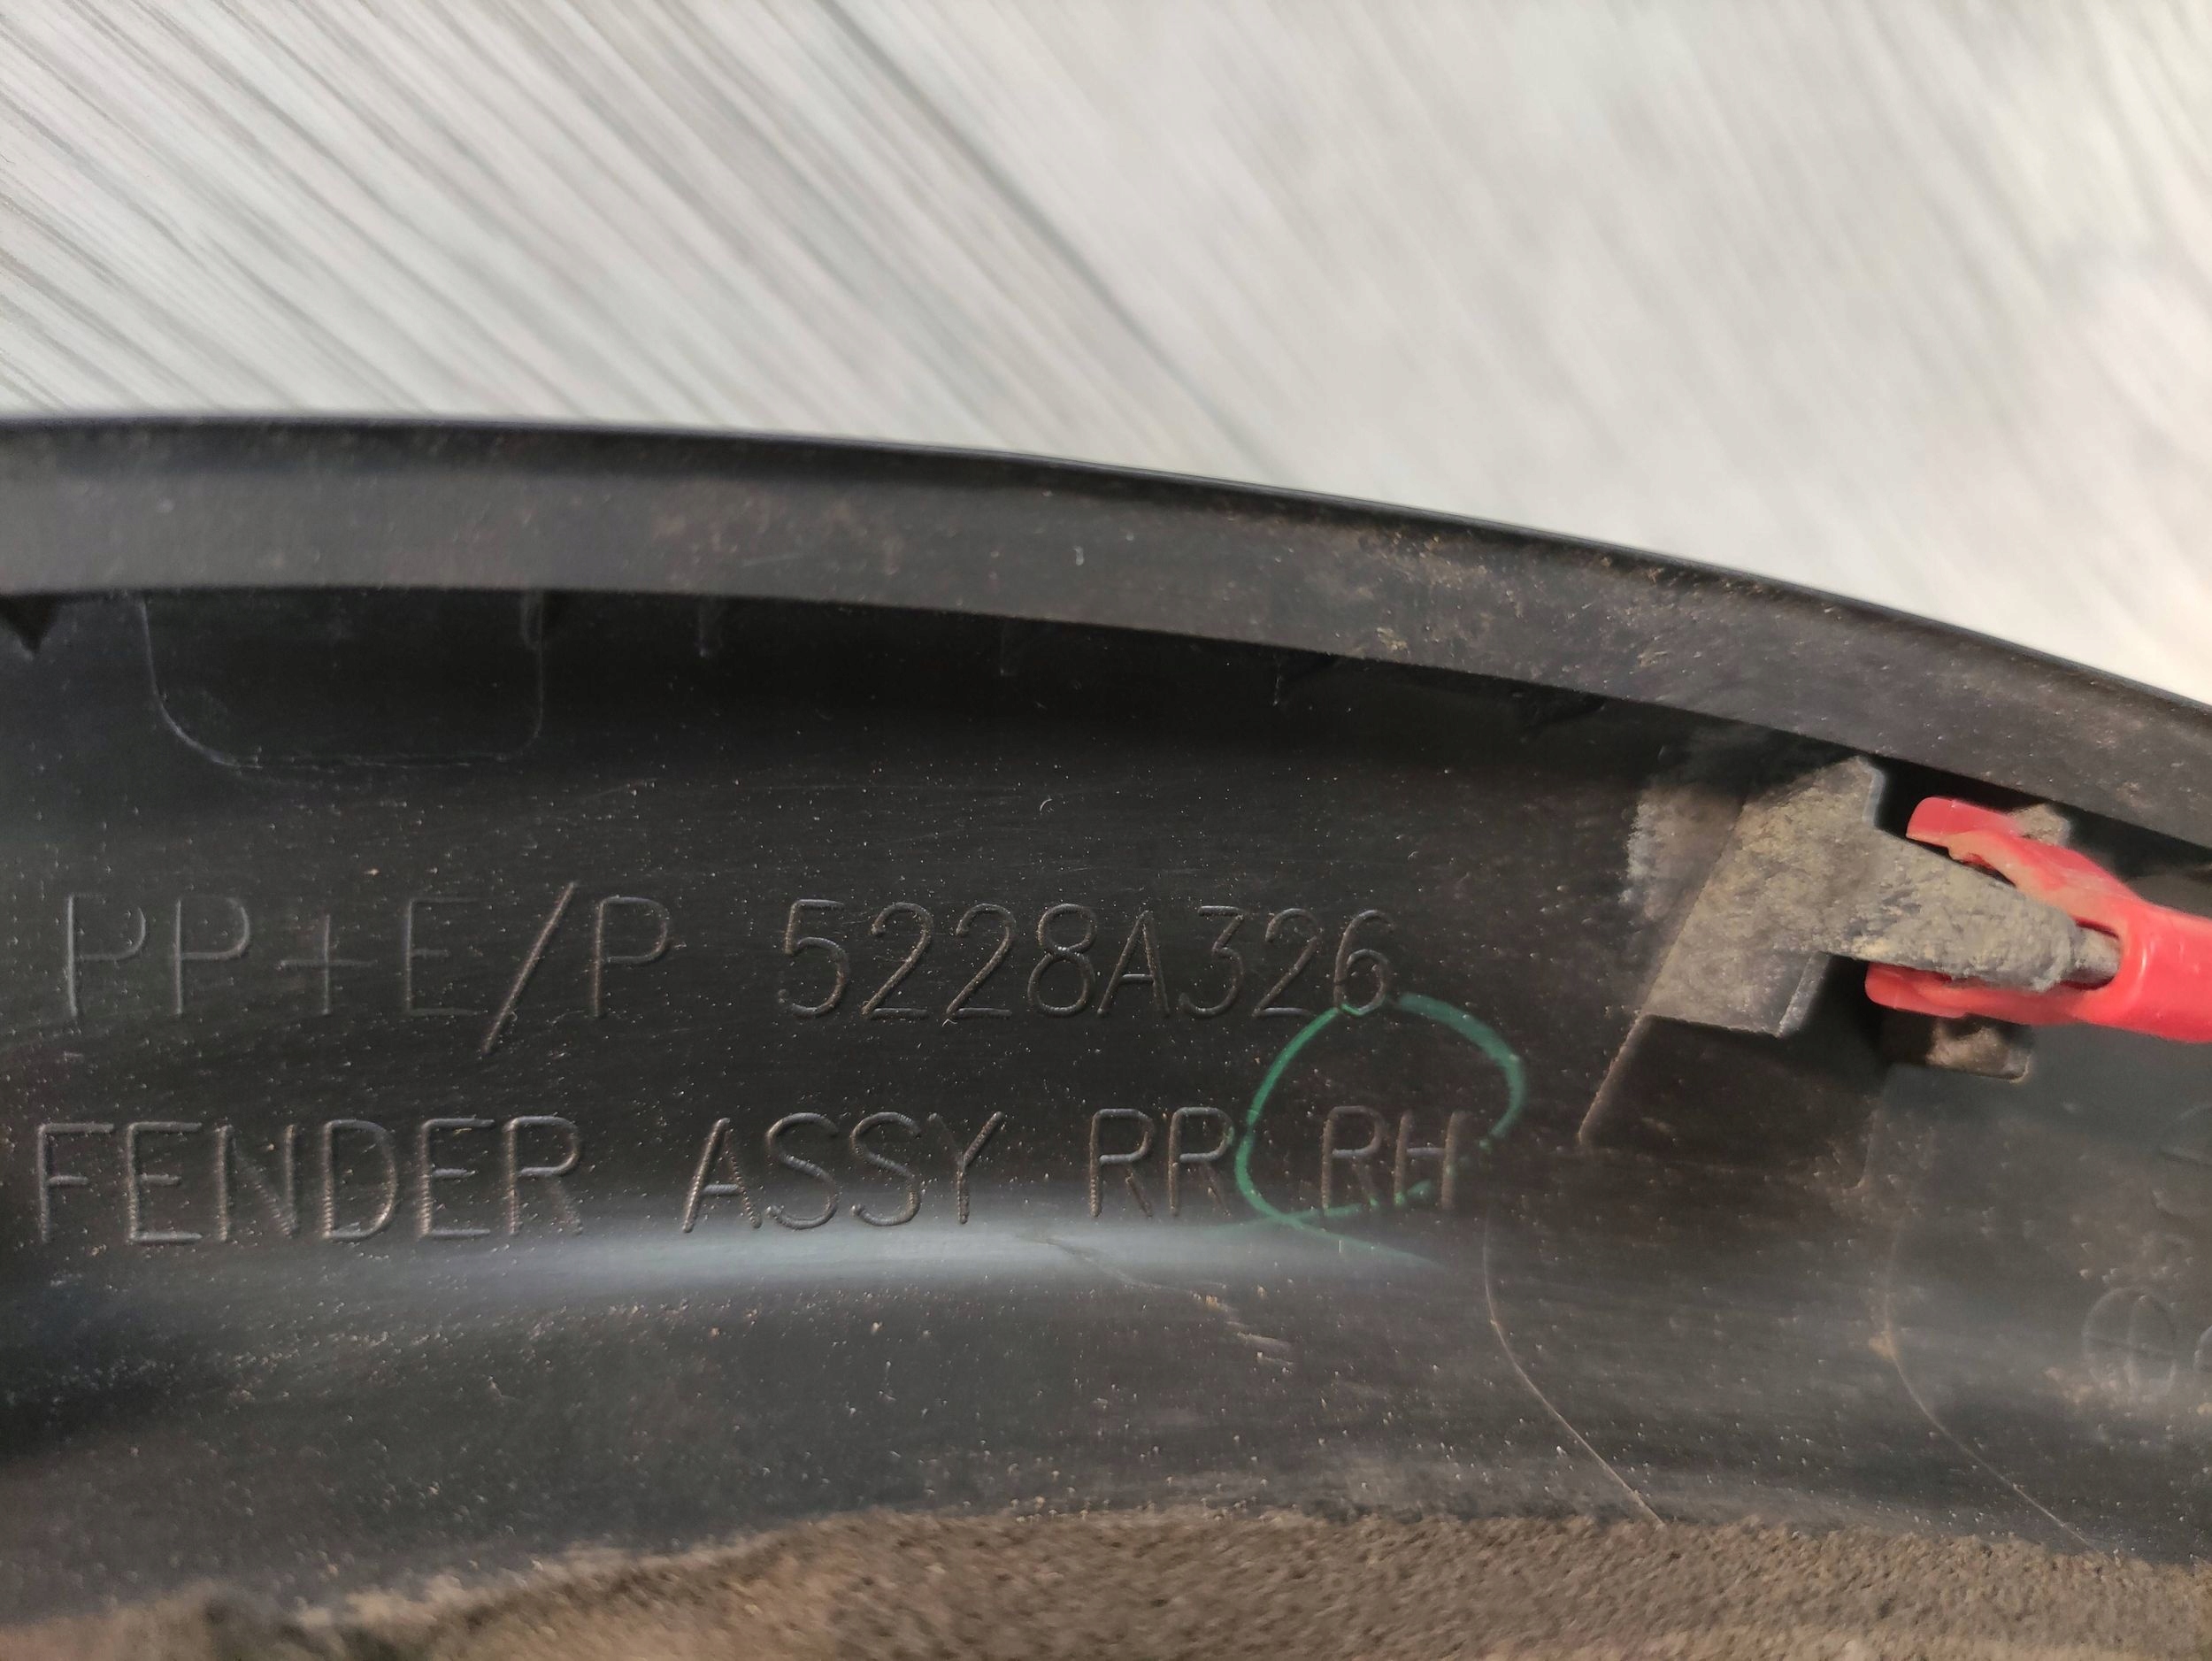 PP+E/P 5228A326
FENDER ASSY RR RH